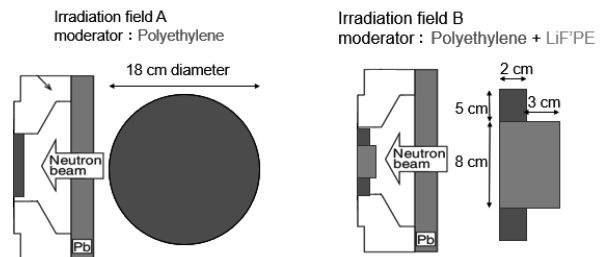 Irradiation field A
moderator : Polyethylene
18 cm diameter
Neutron
beam
Pb
Irradiation field B
moderator : Polyethylene + LiF'PE
2 cm
5 cm
3 cm
8 cm
Neutron
beam
Pb